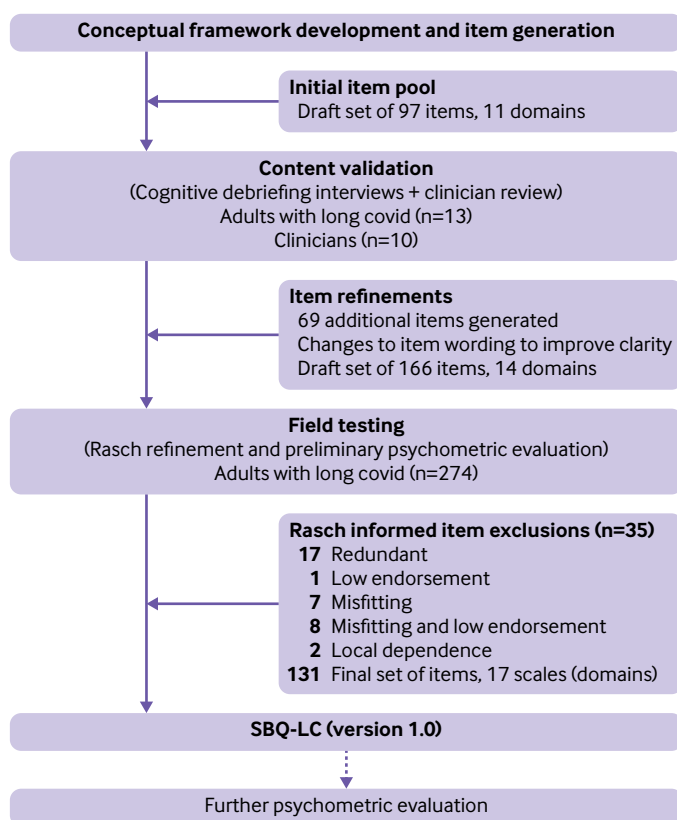 Conceptual framework development and item generation
Initial item pool
Draft set of 97 items, 11 domains
Content validation
(Cognitive debriefing interviews + clinician review)
Adults with long covid (n=13)
Clinicians (n=10)
Item refinements
69 additional items generated
Changes to item wording to improve clarity
Draft set of 166 items, 14 domains
Field testing
(Rasch refinement and preliminary psychometric evaluation)
Adults with long covid (n=274)
Rasch informed item exclusions (n=35)
17 Redundant
1 Low endorsement
7 Misfitting
8 Misfitting and low endorsement
2 Local dependence
131 Final set of items, 17 scales (domains)
SBQ-LC (version 1.0)
Further psychometric evaluation